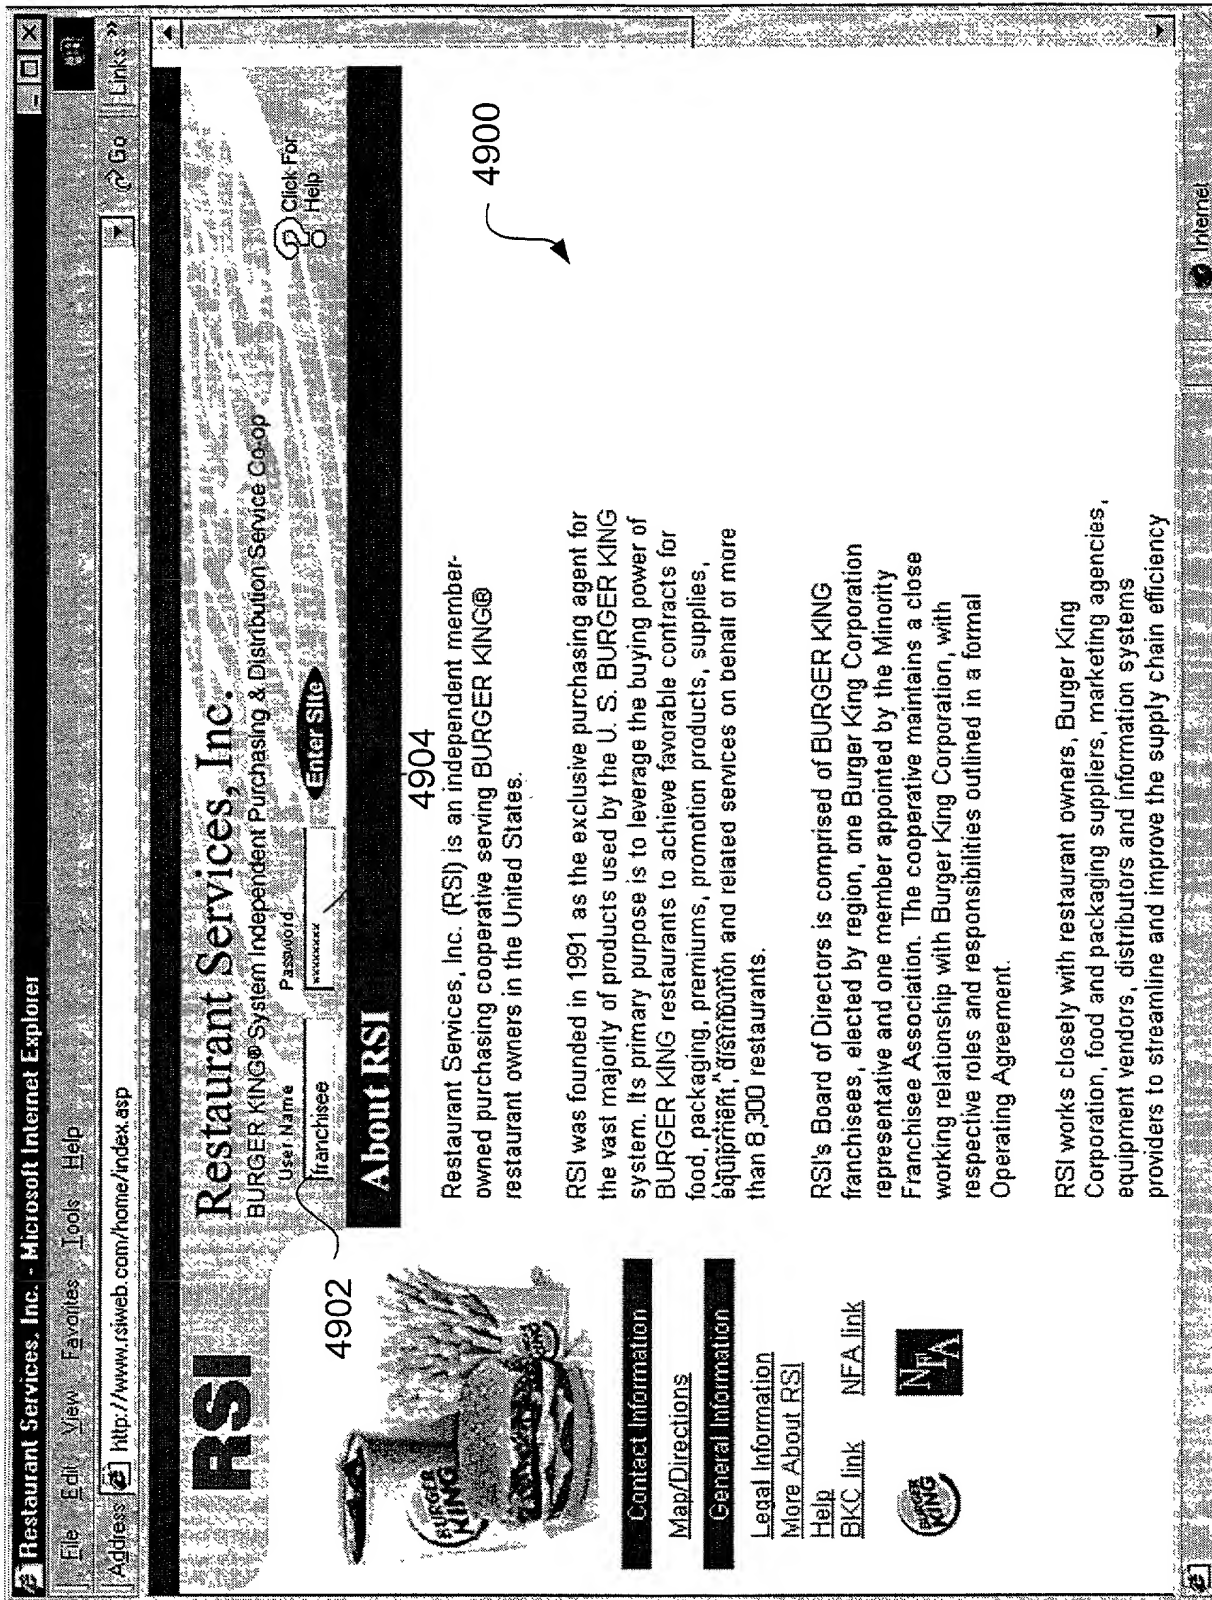 Restaurant Services, Inc. - Microsoft Internet Explorer
File Edit View Favorites Tools Help
Address http://www.rsiweb.com/home/index.asp Go Links »
RSI
Restaurant Services, Inc.
BURGER KING® System Independent Purchasing & Distribution Service Co-op
User Name Password
franchisee ******** Enter Site
Click For
Help
4902
4904
4900
BURGER
KING
BURGER
KING
Contact Information
Map/Directions
General Information
Legal Information
More About RSI
Help
BKC link NFA link
BURGER
KING
NFA
About RSI
Restaurant Services, Inc. (RSI) is an independent member-
owned purchasing cooperative serving BURGER KING®
restaurant owners in the United States.
RSI was founded in 1991 as the exclusive purchasing agent for
the vast majority of products used by the U. S. BURGER KING
system. Its primary purpose is to leverage the buying power of
BURGER KING restaurants to achieve favorable contracts for
food, packaging, premiums, promotion products, supplies,
equipment, distribution and related services on behalf of more
than 8,300 restaurants.
RSI's Board of Directors is comprised of BURGER KING
franchisees, elected by region, one Burger King Corporation
representative and one member appointed by the Minority
Franchisee Association. The cooperative maintains a close
working relationship with Burger King Corporation, with
respective roles and responsibilities outlined in a formal
Operating Agreement.
RSI works closely with restaurant owners, Burger King
Corporation, food and packaging suppliers, marketing agencies,
equipment vendors, distributors and information systems
providers to streamline and improve the supply chain efficiency
Internet